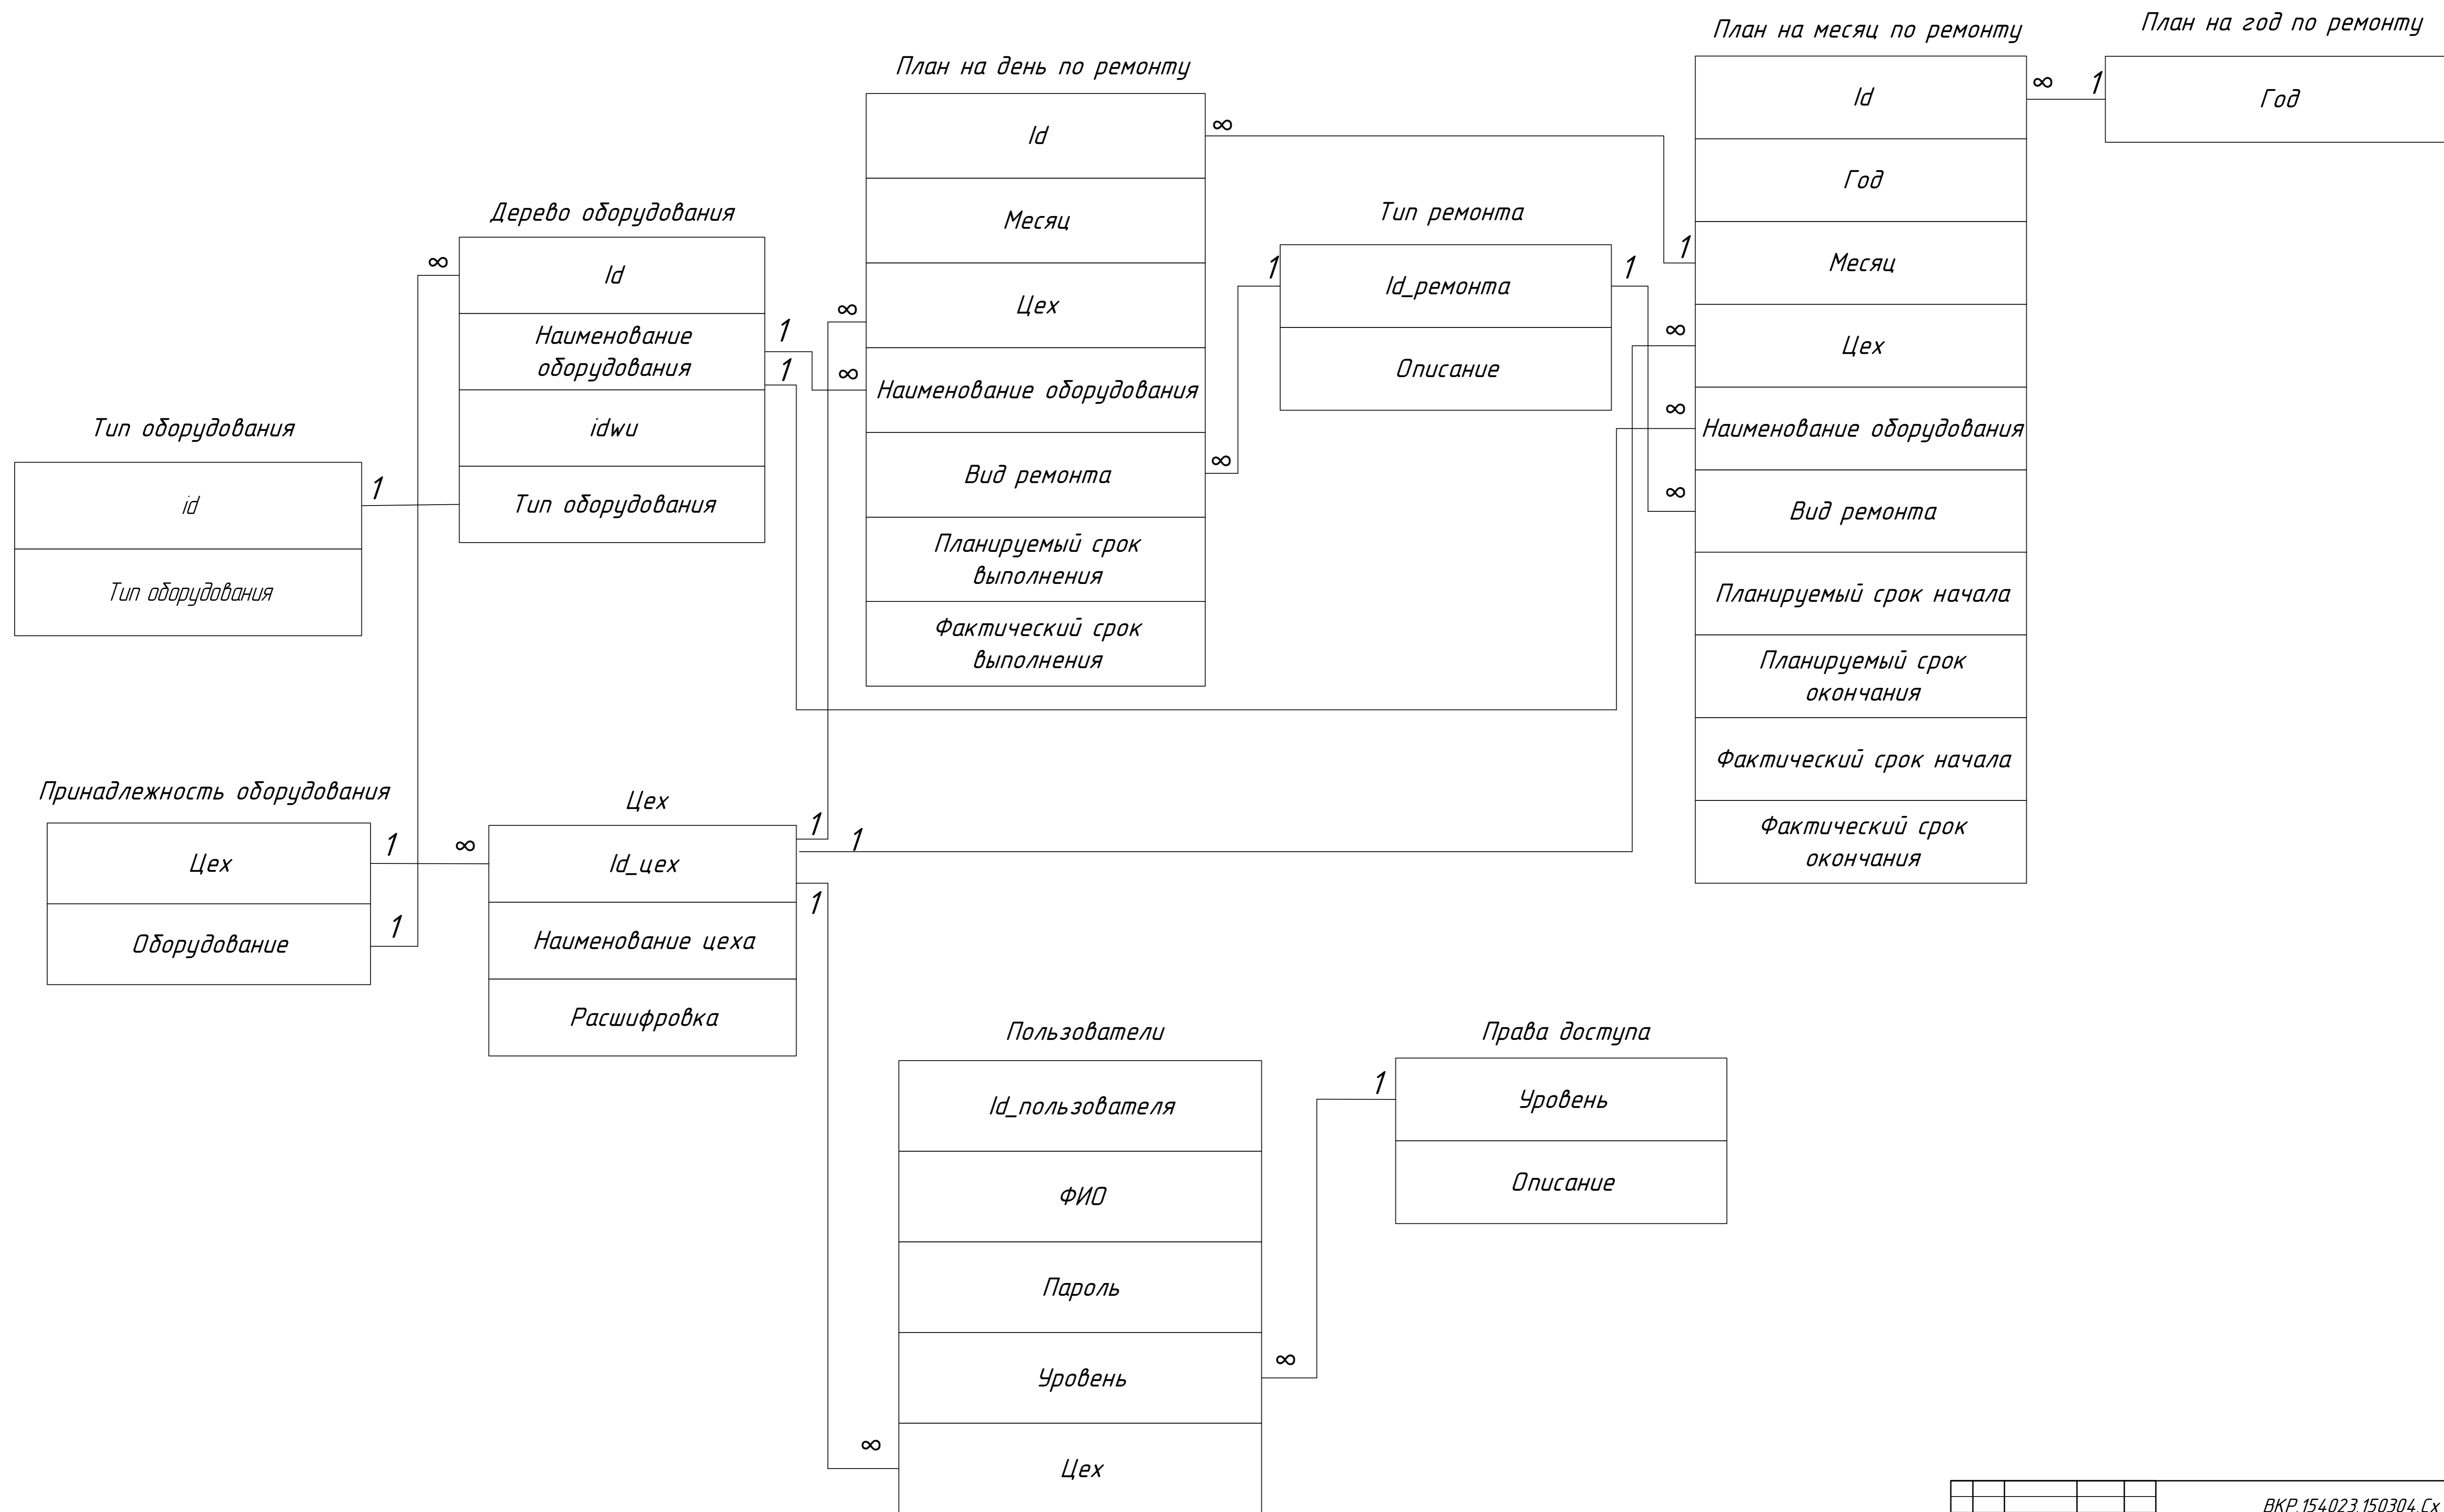 План на год по ремонту
Год
План на месяц по ремонту
Id
Год
Месяц
Цех
Наименование оборудования
Вид ремонта
Планируемый срок начала
Планируемый срок
окончания
Фактический срок начала
Фактический срок
окончания
∞
1
1
∞
∞
∞
План на день по ремонту
Id
Месяц
Цех
Наименование оборудования
Вид ремонта
Планируемый срок
выполнения
Фактический срок
выполнения
∞
∞
∞
∞
Тип ремонта
Id_ремонта
Описание
1
1
Дерево оборудования
Id
Наименование
оборудования
idwu
Тип оборудования
∞
1
1
Тип оборудования
id
Тип оборудования
1
Принадлежность оборудования
Цех
Оборудование
1
1
Цех
Id_цех
Наименование цеха
Расшифровка
∞
1
1
1
Пользователи
Id_пользователя
ФИО
Пароль
Уровень
Цех
∞
∞
Права доступа
Уровень
Описание
1
ВКР.154023.150304.Сх